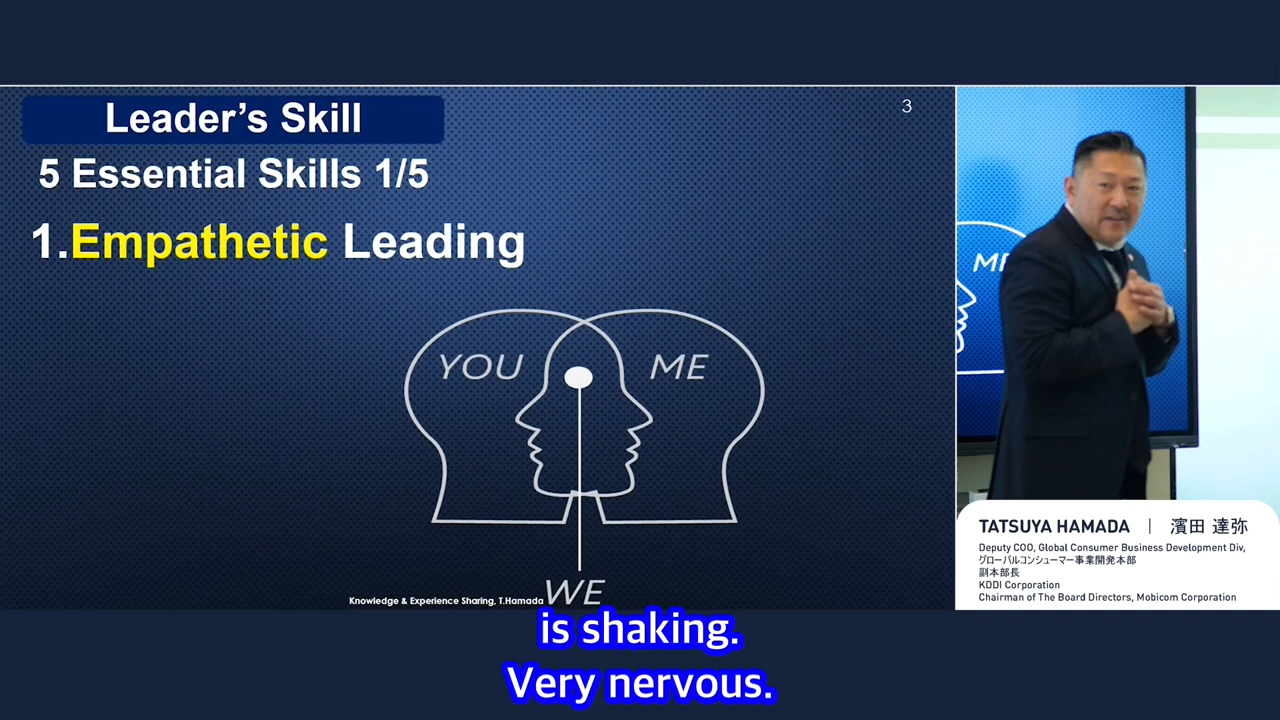 Leader's Skill
3
5 Essential Skills 1/5
1.Empathetic Leading
YOU
ME
WE
Knowledge & Experience Sharing, T.Hamada
ME
TATSUYA HAMADA | 濱田 達弥
Deputy COO, Global Consumer Business Development Div,
グローバルコンシューマー事業開発本部
副本部長
KDDI Corporation
Chairman of The Board Directors, Mobicom Corporation
is shaking.
Very nervous.